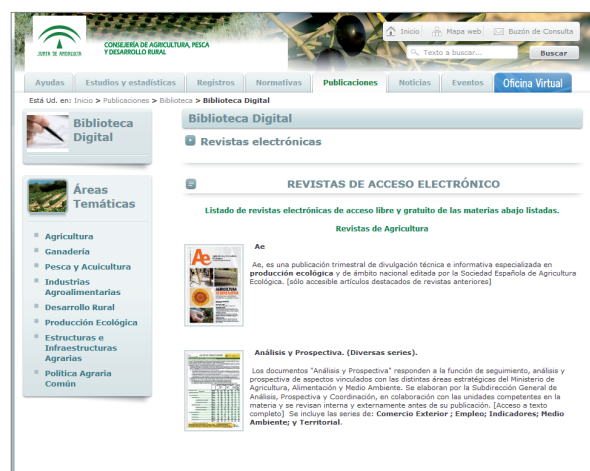 JUNTA DE ANDALUCIA
CONSEJERÍA DE AGRICULTURA, PESCA
Y DESARROLLO RURAL
Inicio
Mapa web
Buzón de Consulta
Texto a buscar...
Buscar
Ayudas
Estudios y estadísticas
Registros
Normativas
Publicaciones
Noticias
Eventos
Oficina Virtual
Está Ud. en: Inicio > Publicaciones > Biblioteca > Biblioteca Digital
Biblioteca
Digital
Áreas
Temáticas
Agricultura
Ganadería
Pesca y Acuicultura
Industrias
Agroalimentarias
Desarrollo Rural
Producción Ecológica
Estructuras e
Infraestructuras
Agrarias
Política Agraria
Común
Biblioteca Digital
Revistas electrónicas
REVISTAS DE ACCESO ELECTRÓNICO
Listado de revistas electrónicas de acceso libre y gratuito de las materias abajo listadas.
Revistas de Agricultura
Ae
Ae
Ae, es una publicación trimestral de divulgación técnica e informativa especializada en
producción ecológica y de ámbito nacional editada por la Sociedad Española de Agricultura
Ecológica. [sólo accesible artículos destacados de revistas anteriores]
Análisis y Prospectiva. (Diversas series).
Los documentos "Análisis y Prospectiva" responden a la función de seguimiento, análisis y
prospectiva de aspectos vinculados con las distintas áreas estratégicas del Ministerio de
Agricultura, Alimentación y Medio Ambiente. Se elaboran por la Subdirección General de
Análisis, Prospectiva y Coordinación, en colaboración con las unidades competentes en la
materia y se revisan interna y externamente antes de su publicación. [Acceso a texto
completo] Se incluye las series de: Comercio Exterior ; Empleo; Indicadores; Medio
Ambiente; y Territorial.